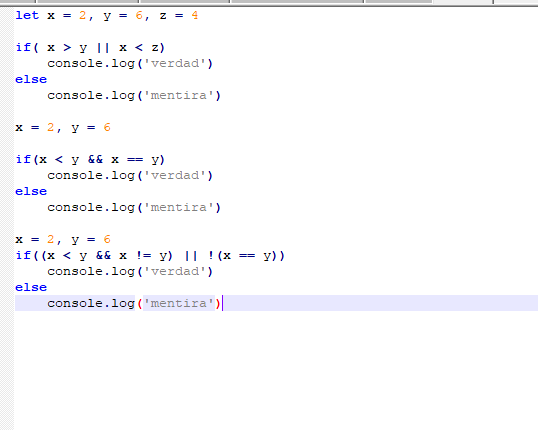 let x = 2, y = 6, z = 4
if( x > y || x < z)
console.log('verdad')
else
console.log('mentira')
x = 2, y = 6
if(x < y && x == y)
console.log('verdad')
else
console.log('mentira')
x = 2, y = 6
if((x < y && x != y) || !(x == y))
console.log('verdad')
else
console.log('mentira')